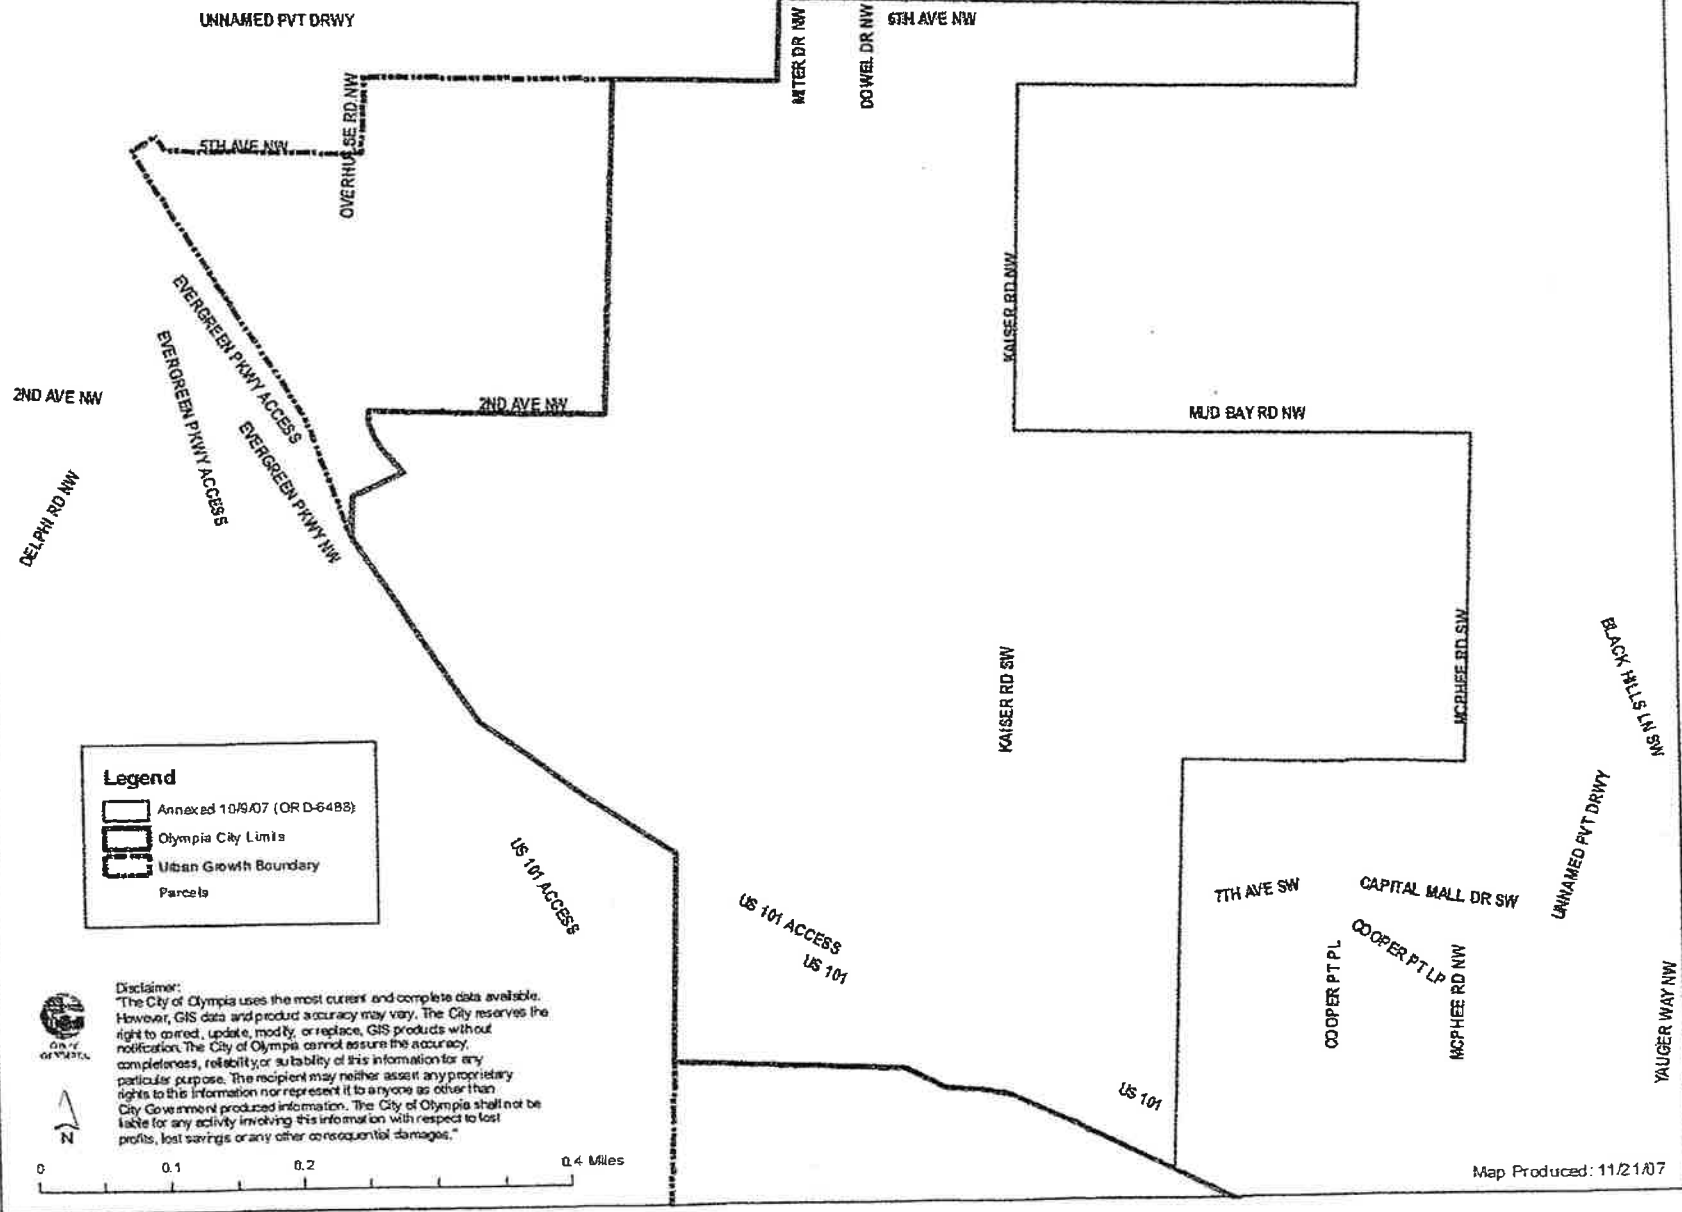 UNNAMED PVT DRWY
MITER DR NW
DOWEL DR NW
6TH AVE NW
OVERHULSE RD NW
5TH AVE NW
EVERGREEN PKWY ACCESS
EVERGREEN PKWY ACCESS
EVERGREEN PKWY NW
2ND AVE NW
2ND AVE NW
DELPHI RD NW
KAISER RD NW
MUD BAY RD NW
KAISER RD SW
MCPHEE RD SW
BLACK HILLS LN SW
UNNAMED PVT DRWY
Legend
Annexed 10/9/07 (ORD-6488)
Olympia City Limits
Urban Growth Boundary
Parcels
US 101 ACCESS
US 101 ACCESS
US 101
7TH AVE SW
CAPITAL MALL DR SW
COOPER PT LP
COOPER PT PL
MCPHEE RD NW
YAUGER WAY NW
US 101
Disclaimer:
"The City of Olympia uses the most current and complete data available.
However, GIS data and product accuracy may vary. The City reserves the
right to correct, update, modify, or replace, GIS products without
notification. The City of Olympia cannot assure the accuracy,
completeness, reliability, or suitability of this information for any
particular purpose. The recipient may neither assert any proprietary
rights to this information nor represent it to anyone as other than
City Government produced information. The City of Olympia shall not be
liable for any activity involving this information with respect to lost
profits, lost savings or any other consequential damages."
N
0 0.1 0.2 0.4 Miles
Map Produced: 11/21/07